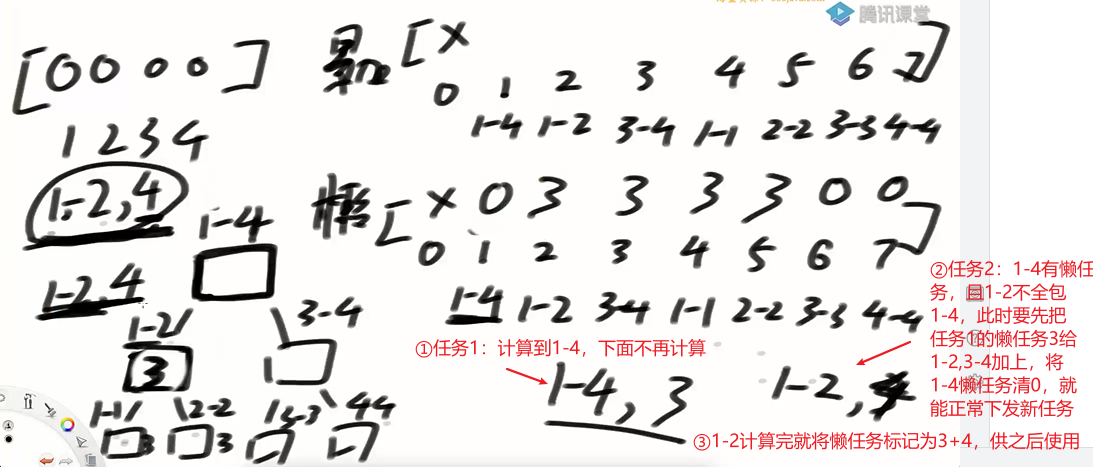 腾讯课堂
[0 0 0 0]
1 2 3 4
1-2,4
1-2,4
累加 [X
0 1 2 3 4 5 6 7]
1-4 1-2 3-4 1-1 2-2 3-3 4-4
懒 [X 0 3 3 3 3 0 0
0 1 2 3 4 5 6 7]
1-4 1-2 3-4 1-1 2-2 3-3 4-4
1-4
1-2 3-4
3
1-1 2-2 3-3 44
3 3
①任务1：计算到1-4，下面不再计算
1-4, 3
1-2,4
②任务2：1-4有懒任
务，且1-2不全包
1-4，此时要先把
任务1的懒任务3给
1-2,3-4加上，将
1-4懒任务清0，就
能正常下发新任务
③1-2计算完就将懒任务标记为3+4，供之后使用